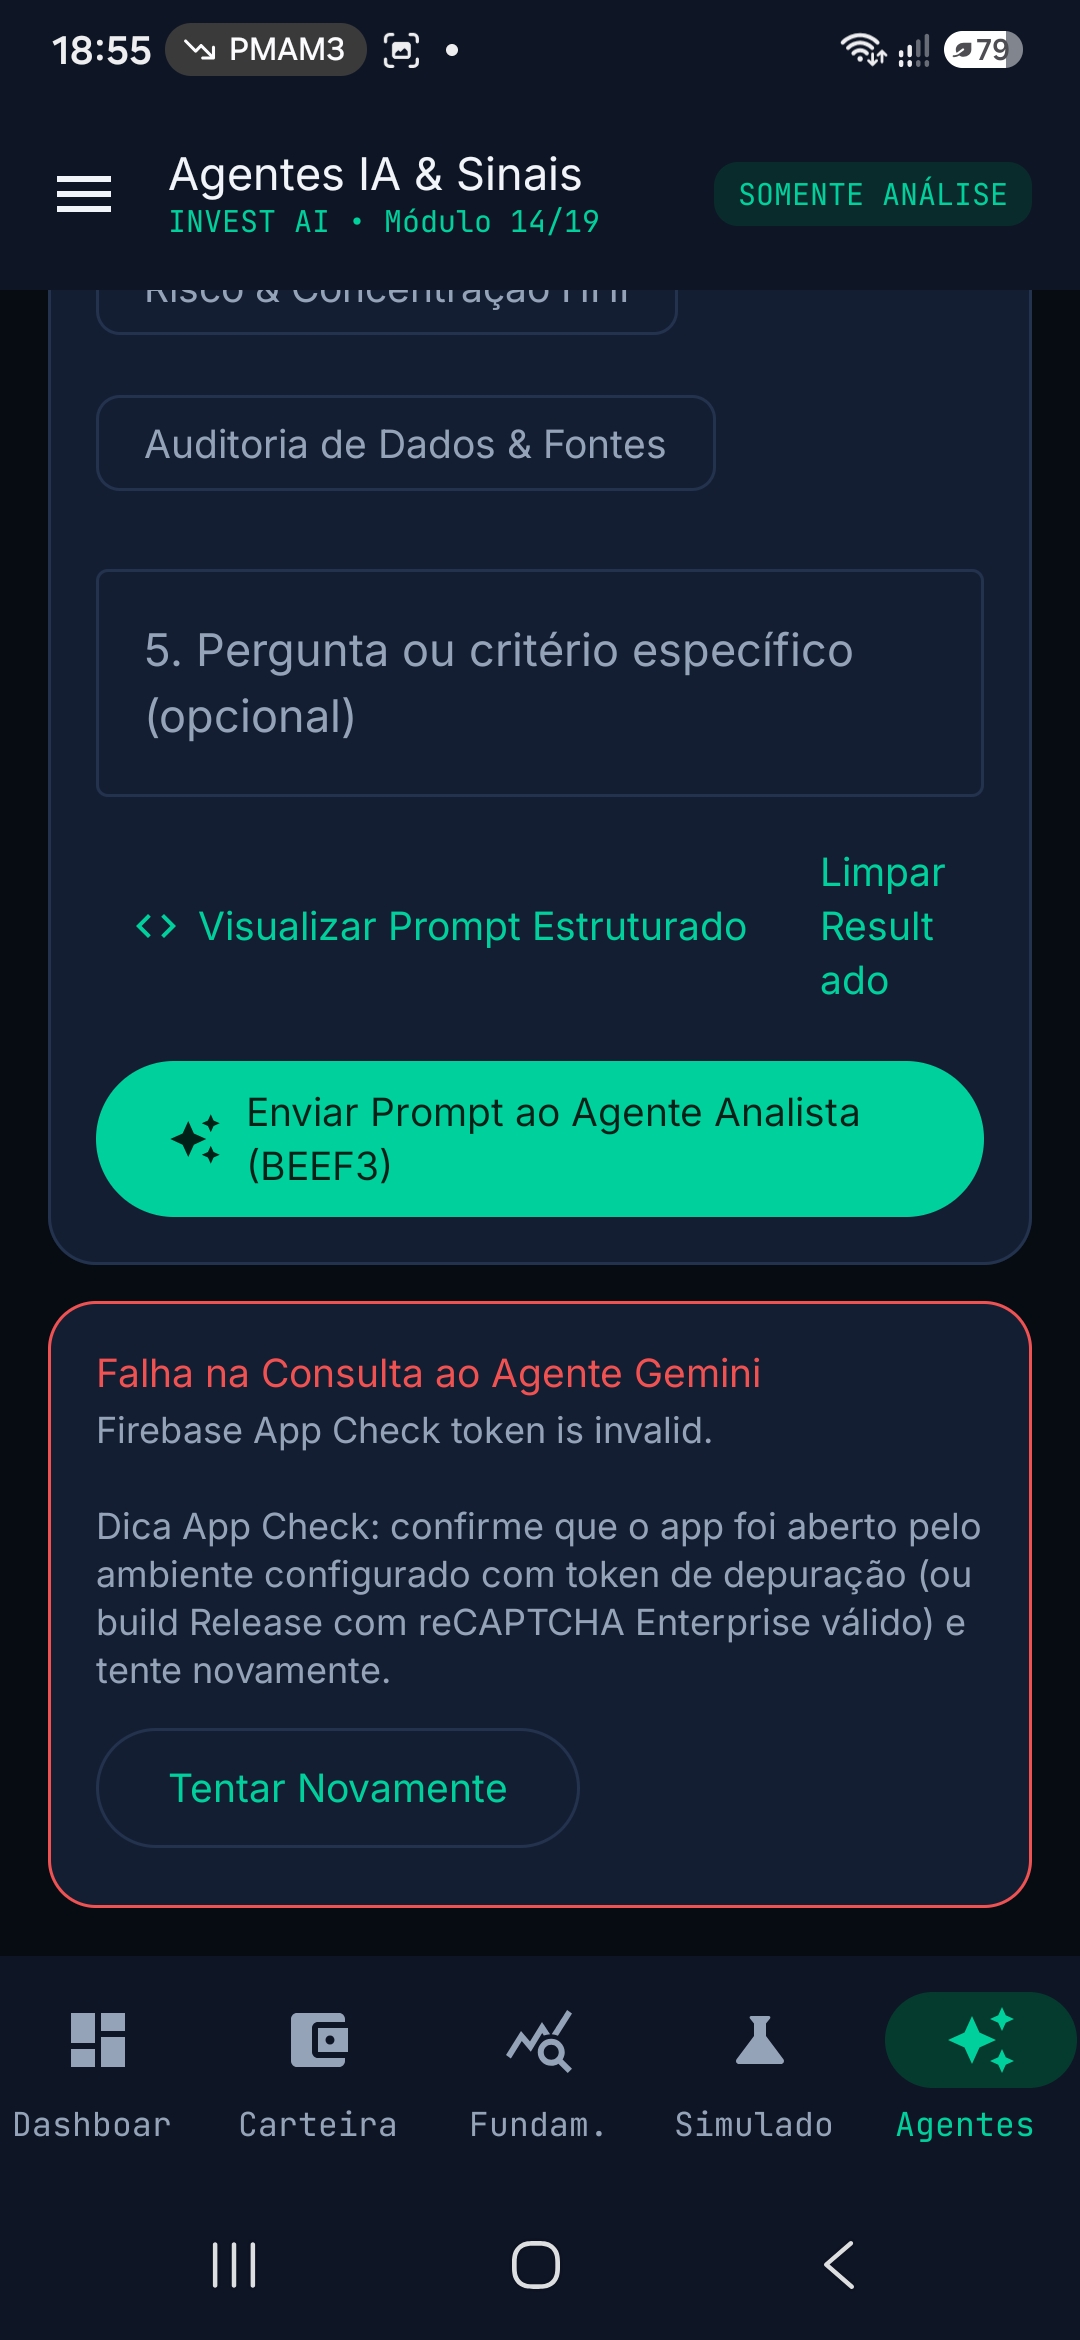 18:55 PMAM3 79
Agentes IA & Sinais
INVEST AI • Módulo 14/19
SOMENTE ANÁLISE
Risco & Concentração HHI
Auditoria de Dados & Fontes
5. Pergunta ou critério específico
(opcional)
<> Visualizar Prompt Estruturado
Limpar
Result
ado
Enviar Prompt ao Agente Analista
(BEEF3)
Falha na Consulta ao Agente Gemini
Firebase App Check token is invalid.
Dica App Check: confirme que o app foi aberto pelo
ambiente configurado com token de depuração (ou
build Release com reCAPTCHA Enterprise válido) e
tente novamente.
Tentar Novamente
Dashboar
Carteira
Fundam.
Simulado
Agentes